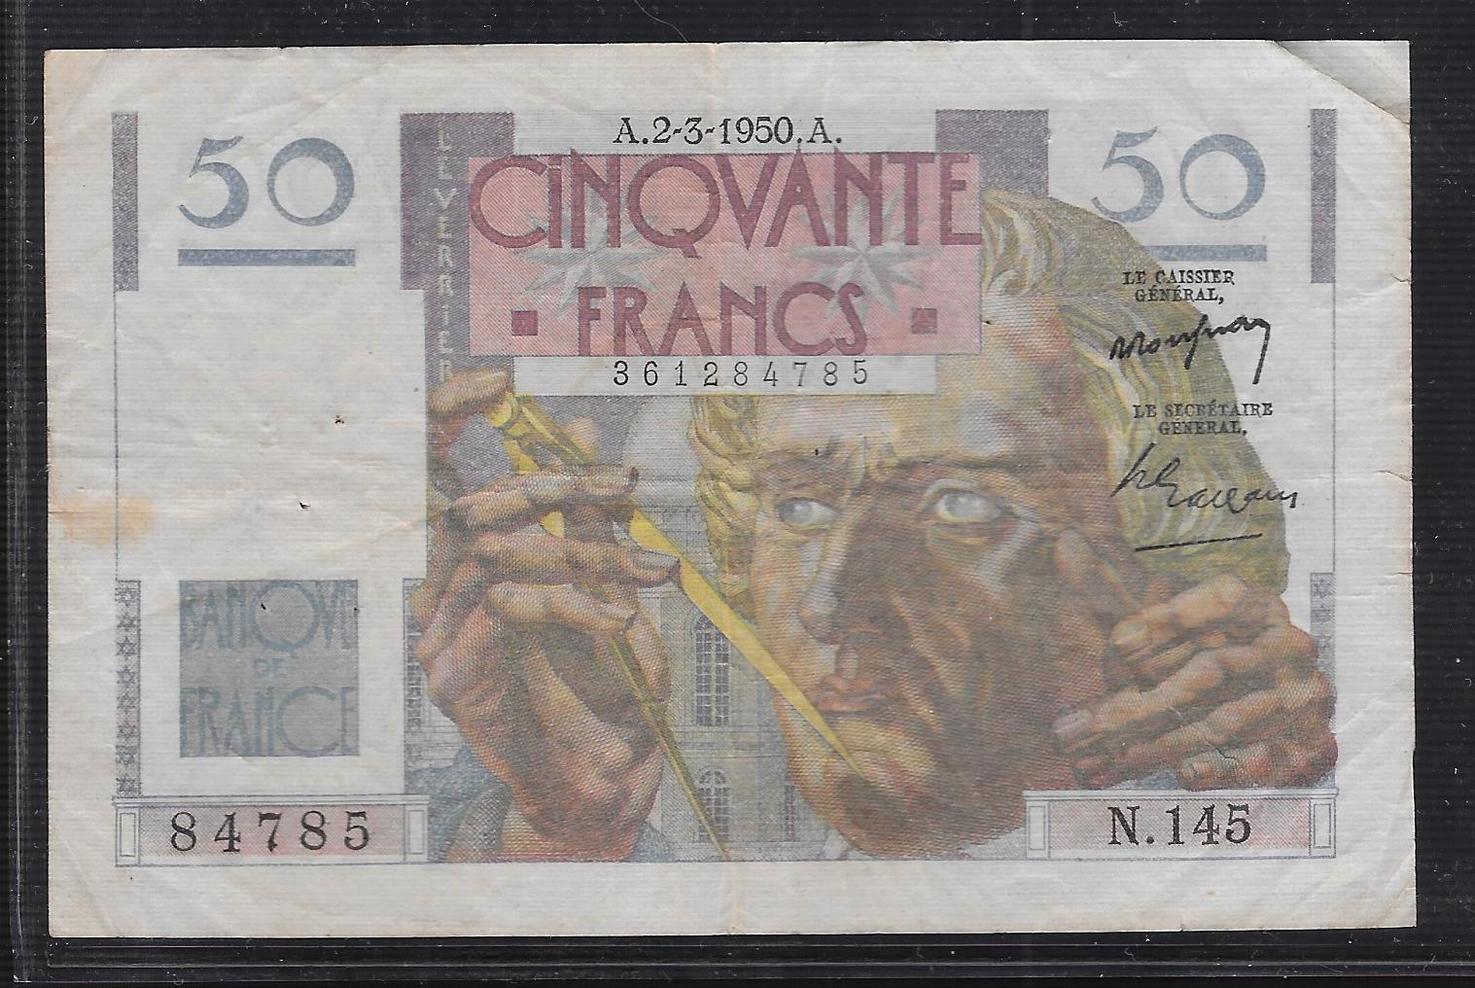 A.2-3-1950.A.
50
LE VERRIER
CINQVANTE
FRANCS
50
LE CAISSIER
GÉNÉRAL,
361284785
LE SECRÉTAIRE
GÉNÉRAL,
BANQVE
DE
FRANCE
84785
N.145